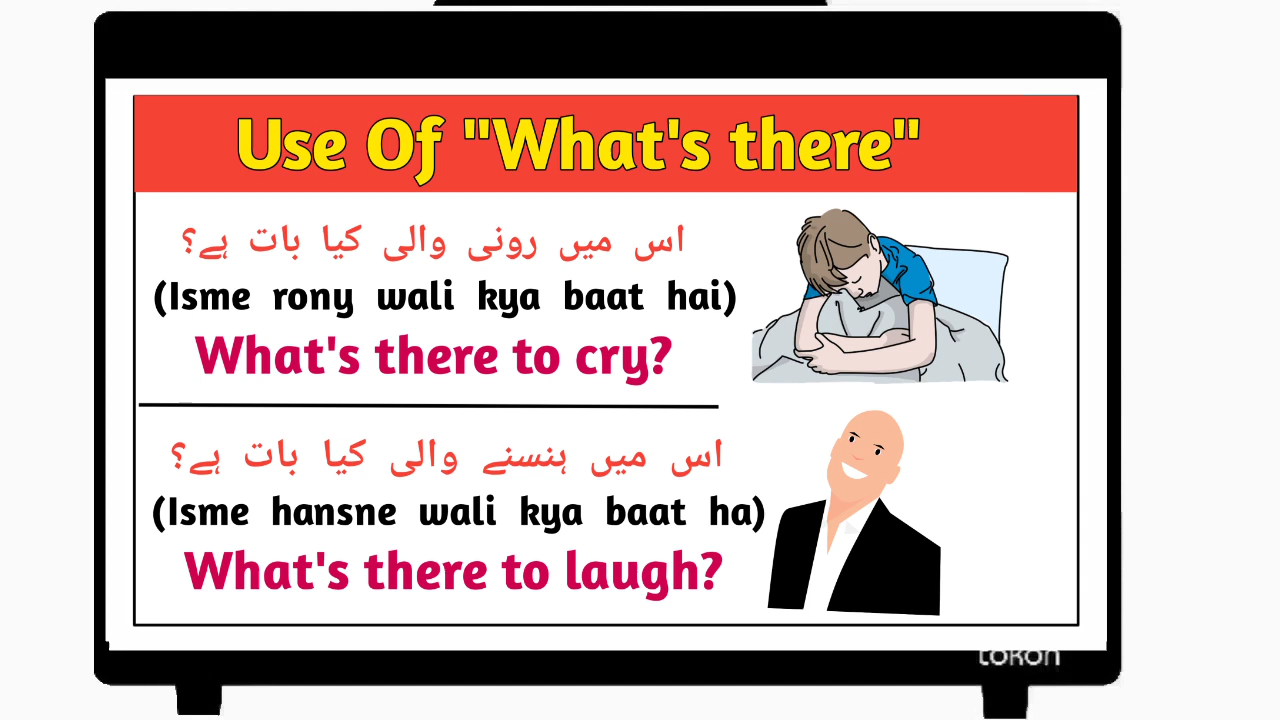 Use Of "What's there"
اس میں رونی والی کیا بات ہے؟
(Isme rony wali kya baat hai)
What's there to cry?
اس میں ہنسنے والی کیا بات ہے؟
(Isme hansne wali kya baat ha)
What's there to laugh?